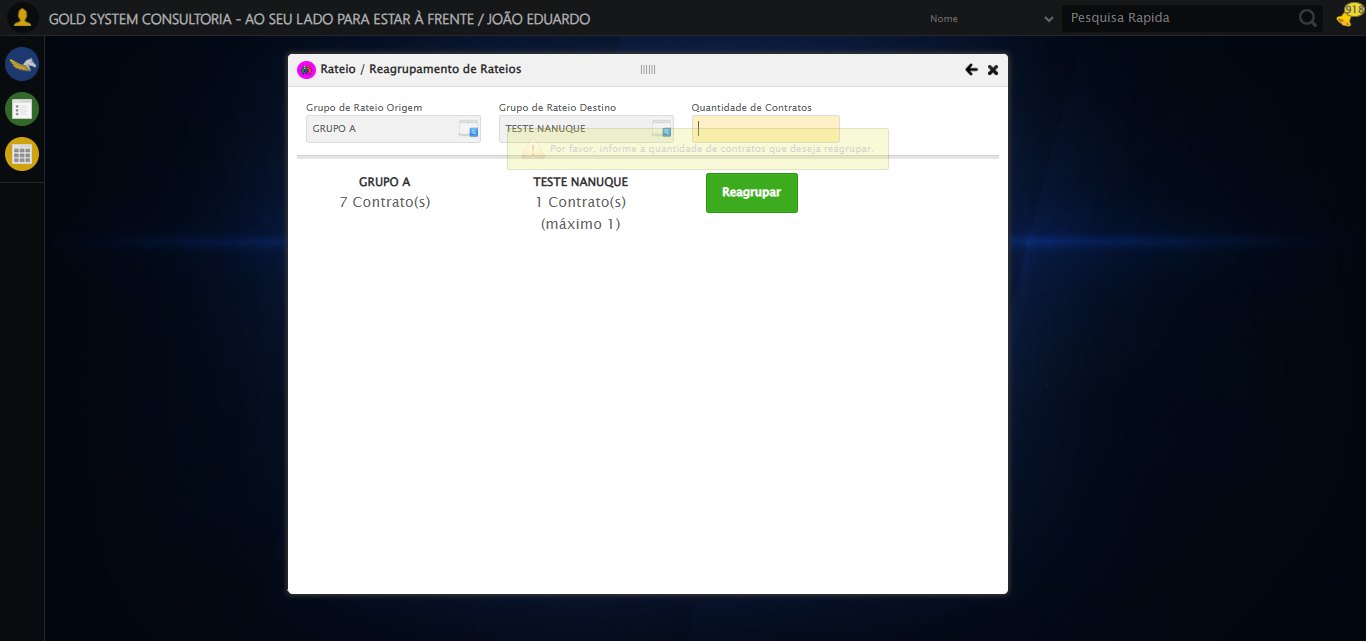 GOLD SYSTEM CONSULTORIA - AO SEU LADO PARA ESTAR À FRENTE / JOÃO EDUARDO
Nome
Pesquisa Rapida
918
Rateio / Reagrupamento de Rateios
Grupo de Rateio Origem
Grupo de Rateio Destino
Quantidade de Contratos
GRUPO A
TESTE NANUQUE
Por favor, informe a quantidade de contratos que deseja reagrupar.
GRUPO A
TESTE NANUQUE
Reagrupar
7 Contrato(s)
1 Contrato(s)
(máximo 1)